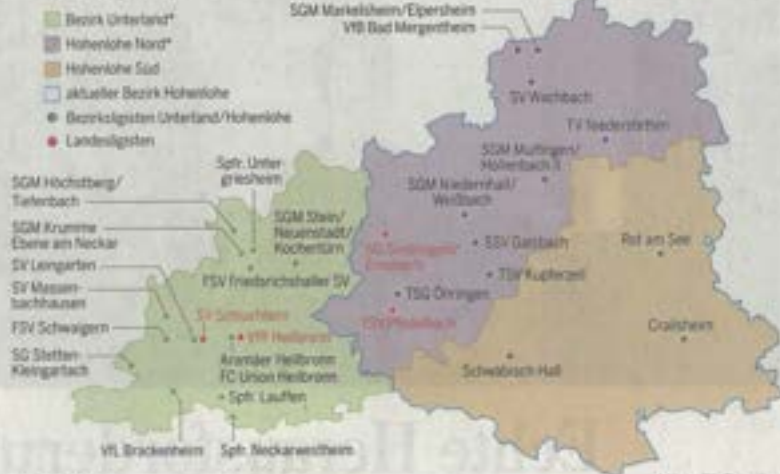 Bezirk Unterland*
Hohenlohe Nord*
Hohenlohe Süd
aktueller Bezirk Hohenlohe
Bezirksligisten Unterland/Hohenlohe
Landesligisten
SGM Markelsheim/Elpersheim
VfB Bad Mergentheim
SV Wachbach
TV Niederstetten
SGM Mulfingen/
Hollenbach II
SGM Niedernhall/
Weißbach
SSV Gaisbach
TSV Kupferzell
TSG Öhringen
TSV Pfedelbach
Rot am See
Crailsheim
Schwäbisch Hall
Spfr. Unter-
griesheim
SGM Höchstberg/
Tiefenbach
SGM Krumme
Ebene am Neckar
SGM Stein/
Neuenstadt/
Kochertürn
SV Leingarten
FSV Friedrichshaller SV
SV Massen-
bachhausen
SV Schluchtern
FSV Schwaigern
VfR Heilbronn
SG Stetten-
Kleingartach
Aramäer Heilbronn
FC Union Heilbronn
Spfr. Lauffen
VfL Brackenheim
Spfr. Neckarwestheim